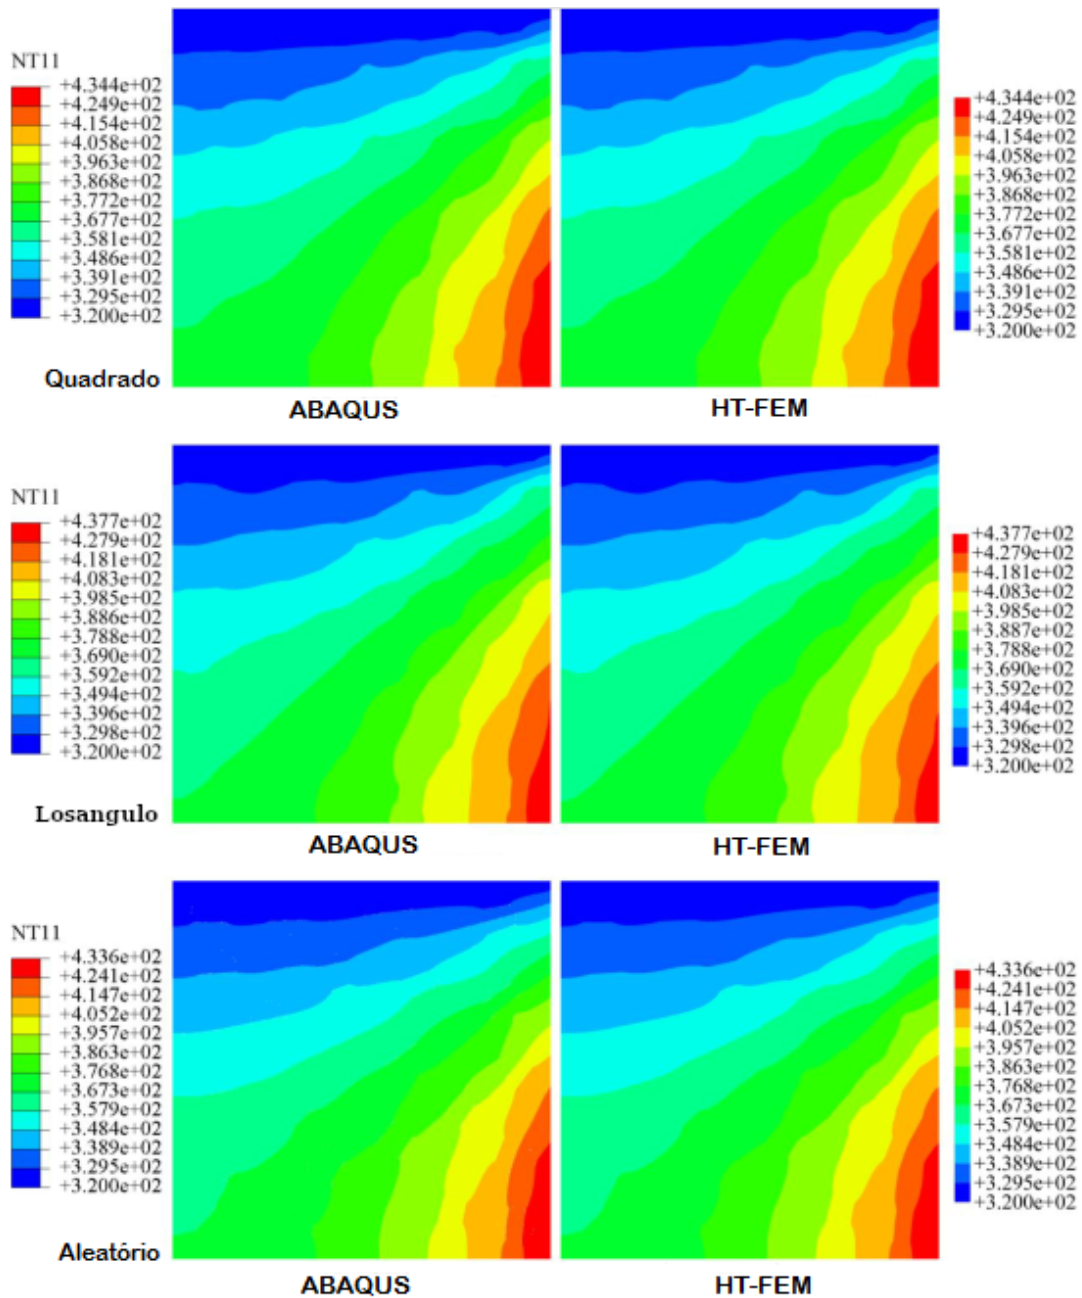 NT11
+4.344e+02
+4.249e+02
+4.154e+02
+4.058e+02
+3.963e+02
+3.868e+02
+3.772e+02
+3.677e+02
+3.581e+02
+3.486e+02
+3.391e+02
+3.295e+02
+3.200e+02
+4.344e+02
+4.249e+02
+4.154e+02
+4.058e+02
+3.963e+02
+3.868e+02
+3.772e+02
+3.677e+02
+3.581e+02
+3.486e+02
+3.391e+02
+3.295e+02
+3.200e+02
Quadrado
ABAQUS
HT-FEM
NT11
+4.377e+02
+4.279e+02
+4.181e+02
+4.083e+02
+3.985e+02
+3.886e+02
+3.788e+02
+3.690e+02
+3.592e+02
+3.494e+02
+3.396e+02
+3.298e+02
+3.200e+02
+4.377e+02
+4.279e+02
+4.181e+02
+4.083e+02
+3.985e+02
+3.887e+02
+3.788e+02
+3.690e+02
+3.592e+02
+3.494e+02
+3.396e+02
+3.298e+02
+3.200e+02
Losangulo
ABAQUS
HT-FEM
NT11
+4.336e+02
+4.241e+02
+4.147e+02
+4.052e+02
+3.957e+02
+3.863e+02
+3.768e+02
+3.673e+02
+3.579e+02
+3.484e+02
+3.389e+02
+3.295e+02
+3.200e+02
+4.336e+02
+4.241e+02
+4.147e+02
+4.052e+02
+3.957e+02
+3.863e+02
+3.768e+02
+3.673e+02
+3.579e+02
+3.484e+02
+3.389e+02
+3.295e+02
+3.200e+02
Aleatório
ABAQUS
HT-FEM